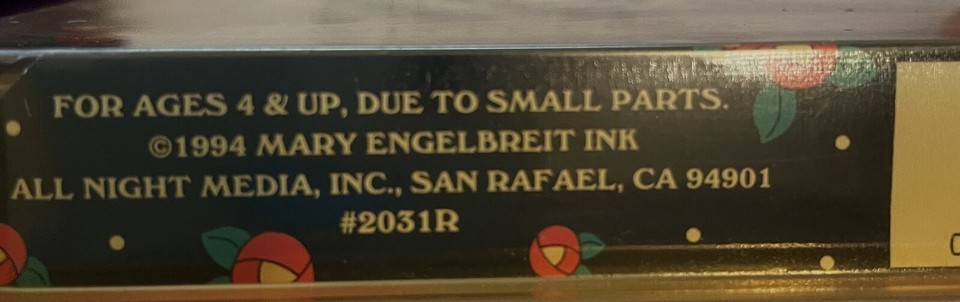 FOR AGES 4 & UP, DUE TO SMALL PARTS.
©1994 MARY ENGELBREIT INK
ALL NIGHT MEDIA, INC., SAN RAFAEL, CA 94901
#2031R